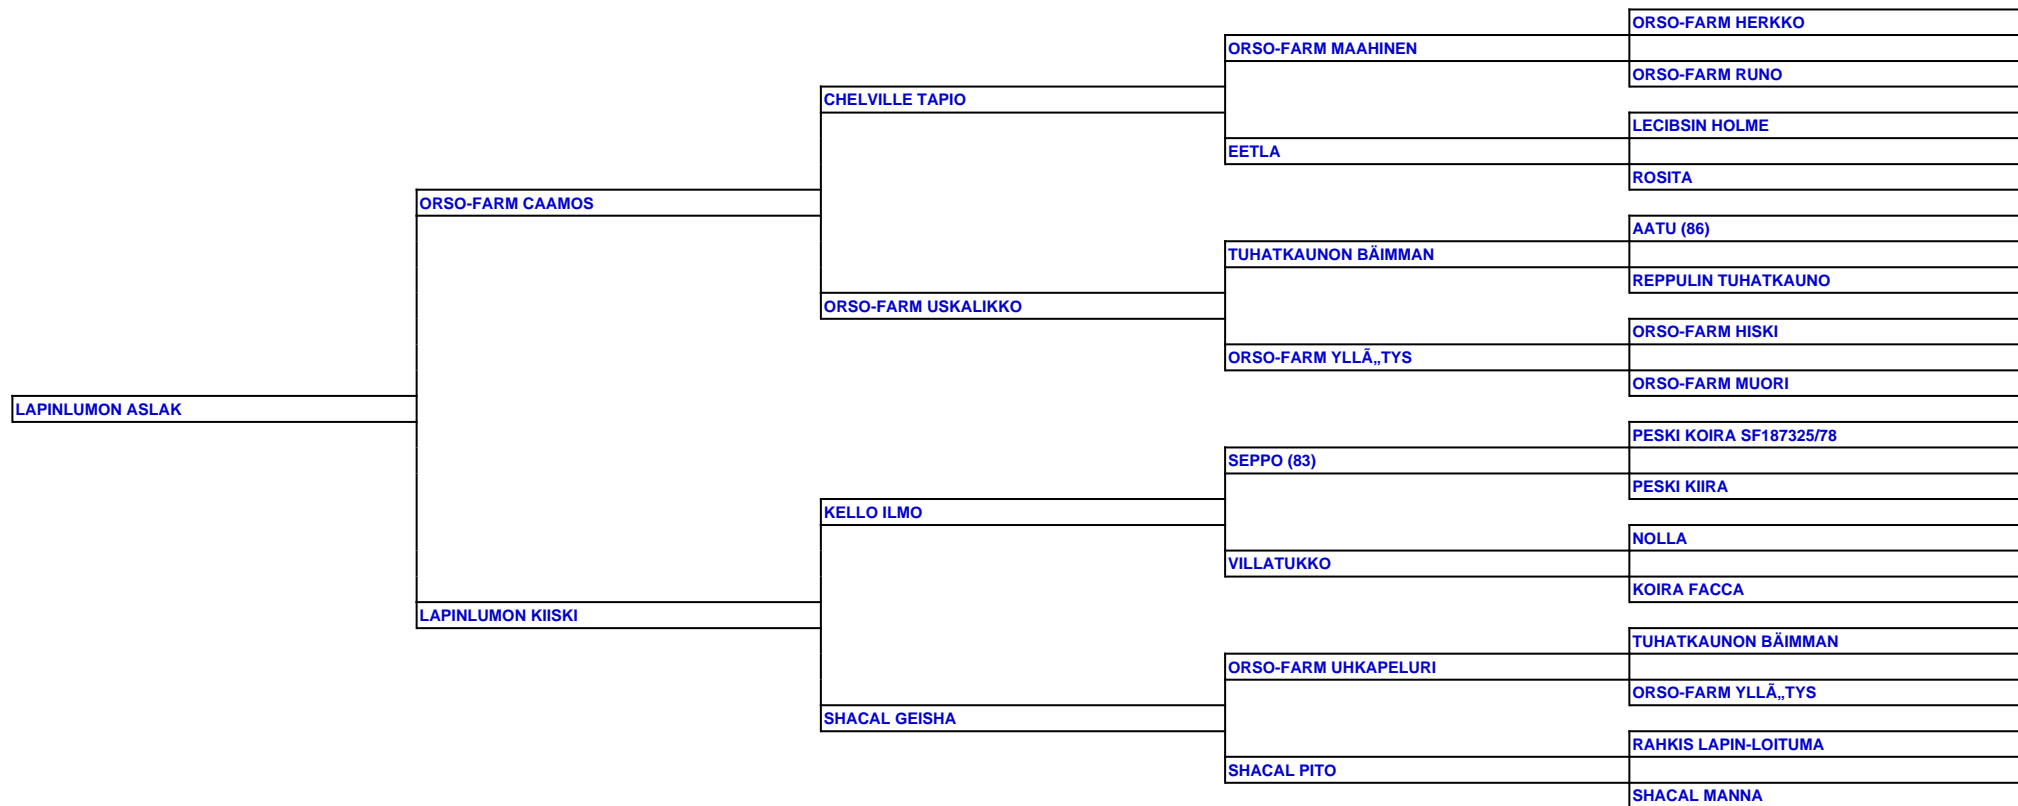 ORSO-FARM HERKKO
ORSO-FARM MAAHINEN
ORSO-FARM RUNO
CHELVILLE TAPIO
LECIBSIN HOLME
EETLA
ROSITA
ORSO-FARM CAAMOS
AATU (86)
TUHATKAUNON BÄIMMAN
REPPULIN TUHATKAUNO
ORSO-FARM USKALIKKO
ORSO-FARM HISKI
ORSO-FARM YLLÃ„TYS
ORSO-FARM MUORI
LAPINLUMON ASLAK
PESKI KOIRA SF187325/78
SEPPO (83)
PESKI KIIRA
KELLO ILMO
NOLLA
VILLATUKKO
KOIRA FACCA
LAPINLUMON KIISKI
TUHATKAUNON BÄIMMAN
ORSO-FARM UHKAPELURI
ORSO-FARM YLLÃ„TYS
SHACAL GEISHA
RAHKIS LAPIN-LOITUMA
SHACAL PITO
SHACAL MANNA